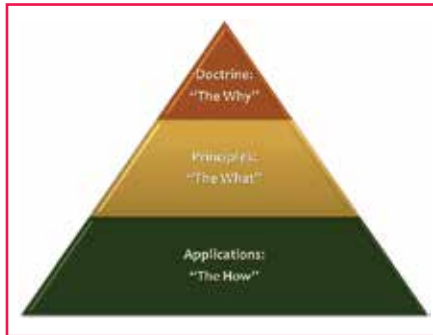 Doctrine:
"The Why"
Principles:
"The What"
Applications:
"The How"